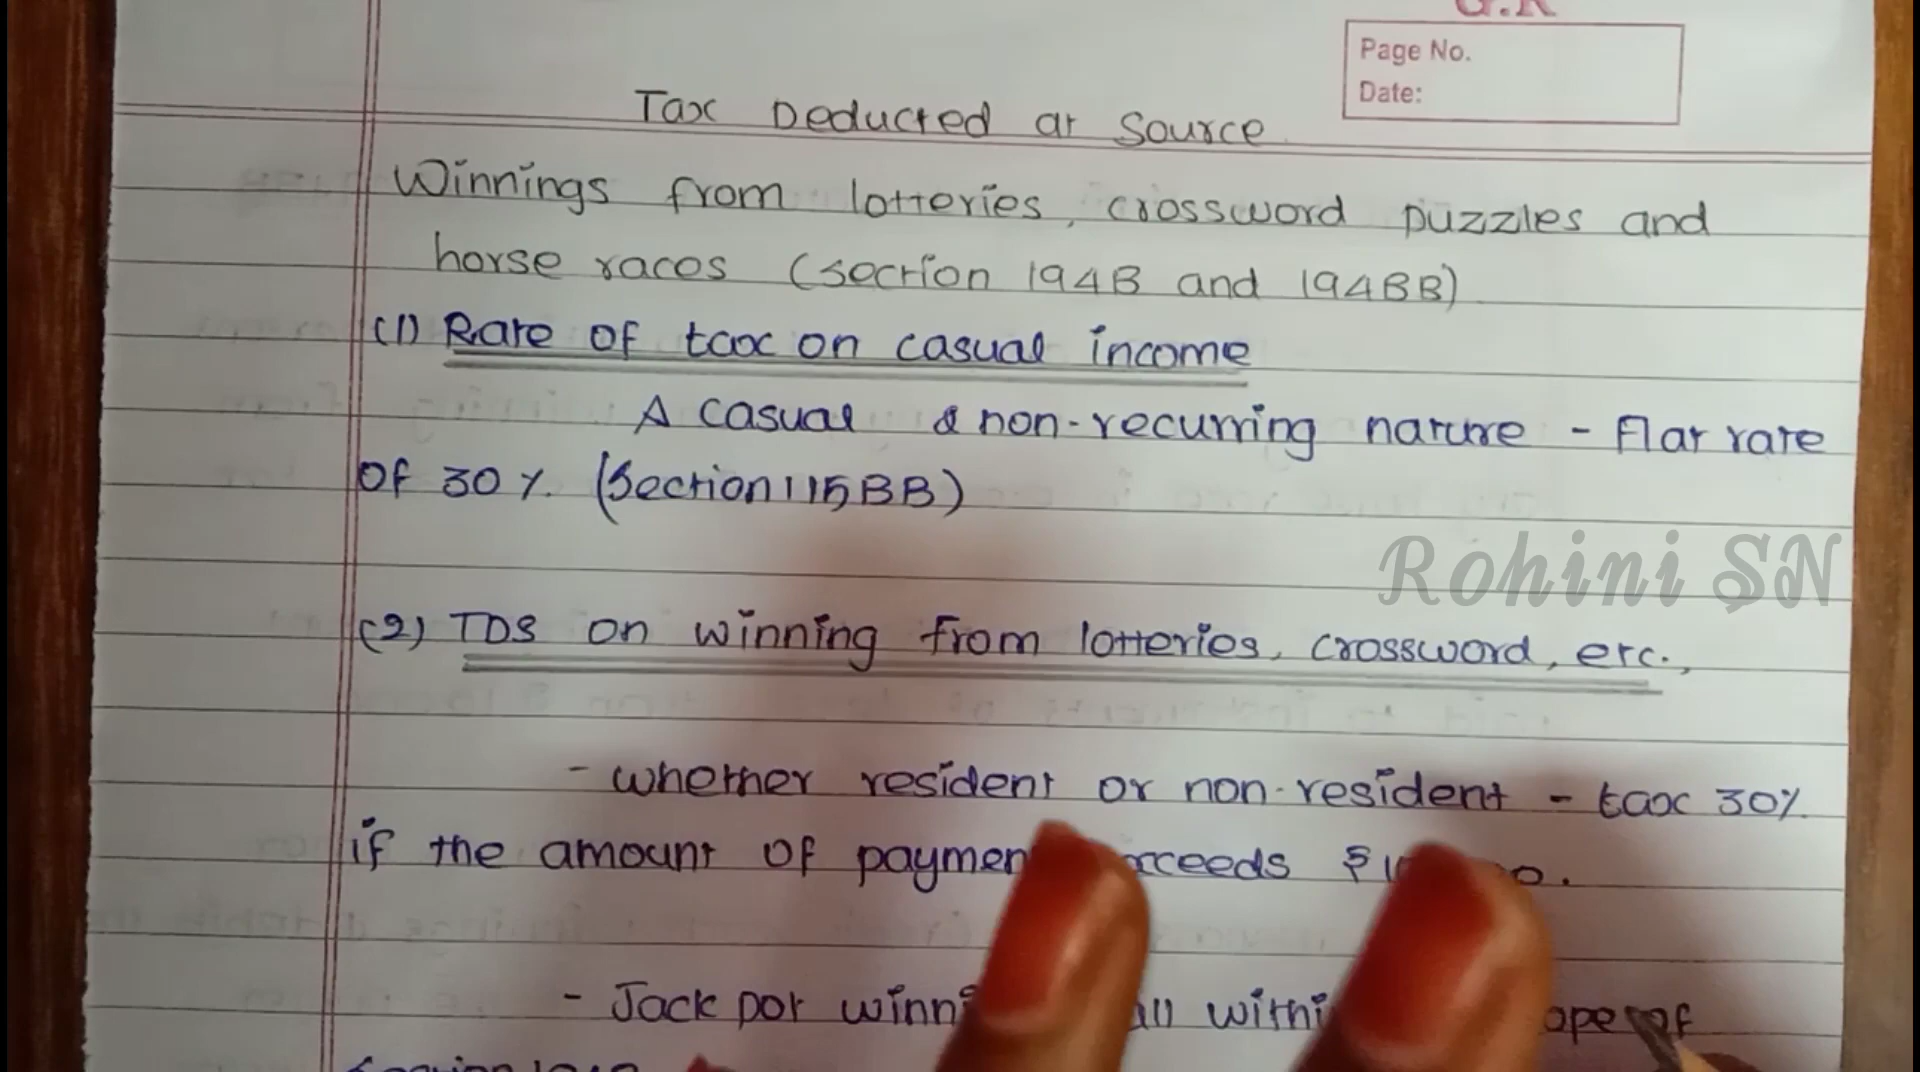 G.R
Page No.
Date:
Tax Deducted at Source
Winnings from lotteries, crossword puzzles and
horse races (section 194B and 194BB)
(1) Rate of tax on casual income
A casual & non-recurring nature - Flat rate
of 30%. (Section 115BB)
Rohini SN
(2) TDS on winning from lotteries, crossword, etc.,
- whether resident or non-resident - tax 30%
if the amount of
- Jack pot